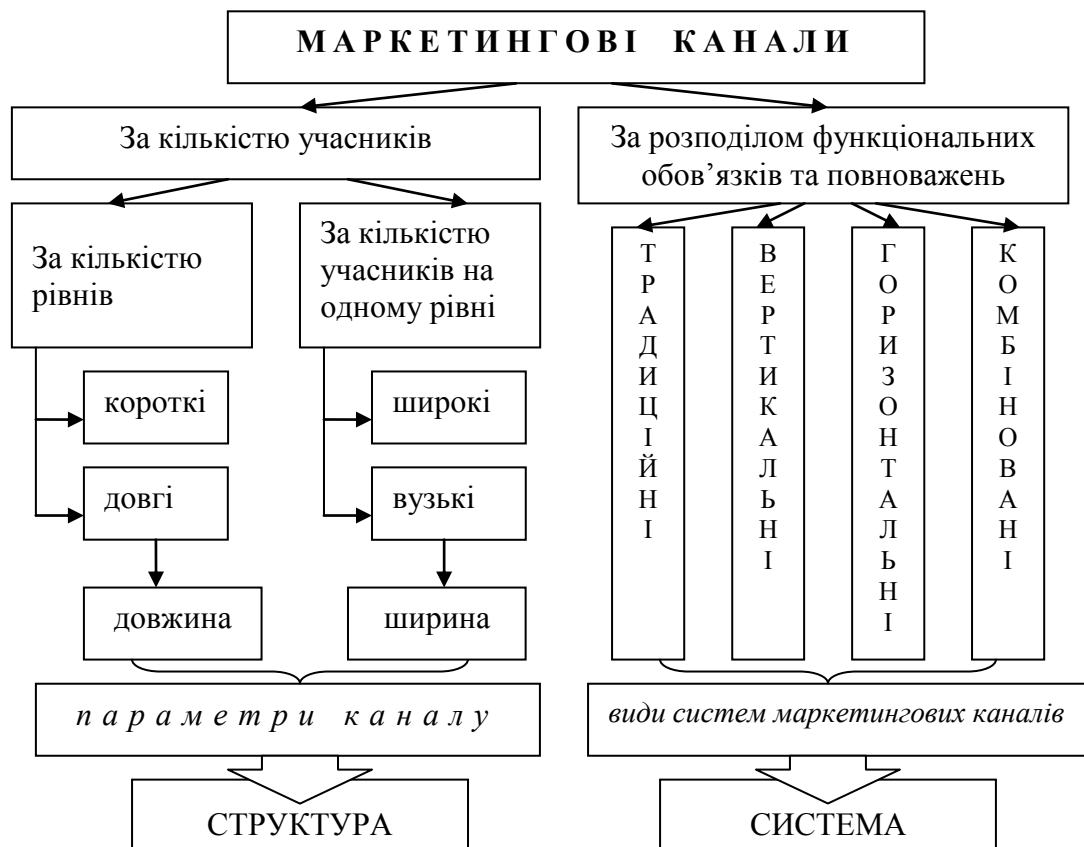 МАРКЕТИНГОВІ КАНАЛИ
За кількістю учасників
За розподілом функціональних
обов’язків та повноважень
За кількістю
рівнів
За кількістю
учасників на
одному рівні
короткі
довгі
довжина
широкі
вузькі
ширина
ТРАДИЦІЙНІ
ВЕРТИКАЛЬНІ
ГОРИЗОНТАЛЬНІ
КОМБІНОВАНІ
параметри каналу
види систем маркетингових каналів
СТРУКТУРА
СИСТЕМА